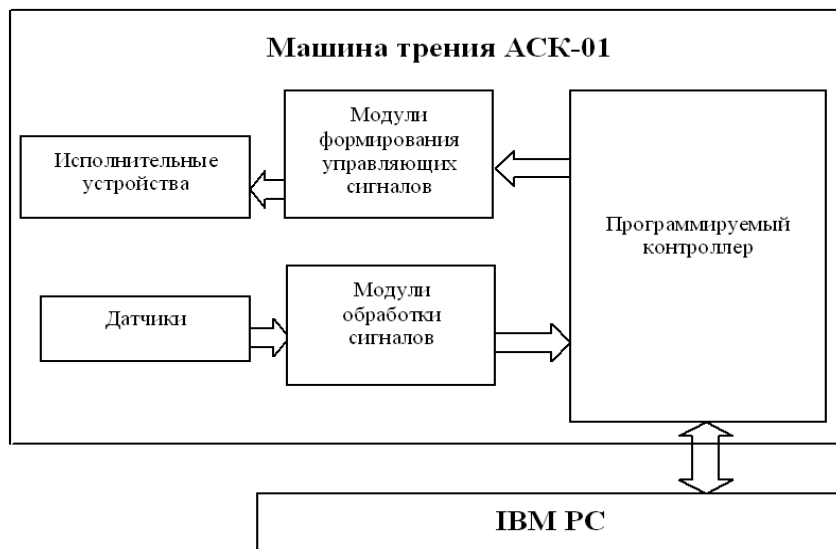 Машина трения АСК-01
Модули
формирования
управляющих
сигналов
Исполнительные
устройства
Программируемый
контроллер
Датчики
Модули
обработки
сигналов
IBM PC